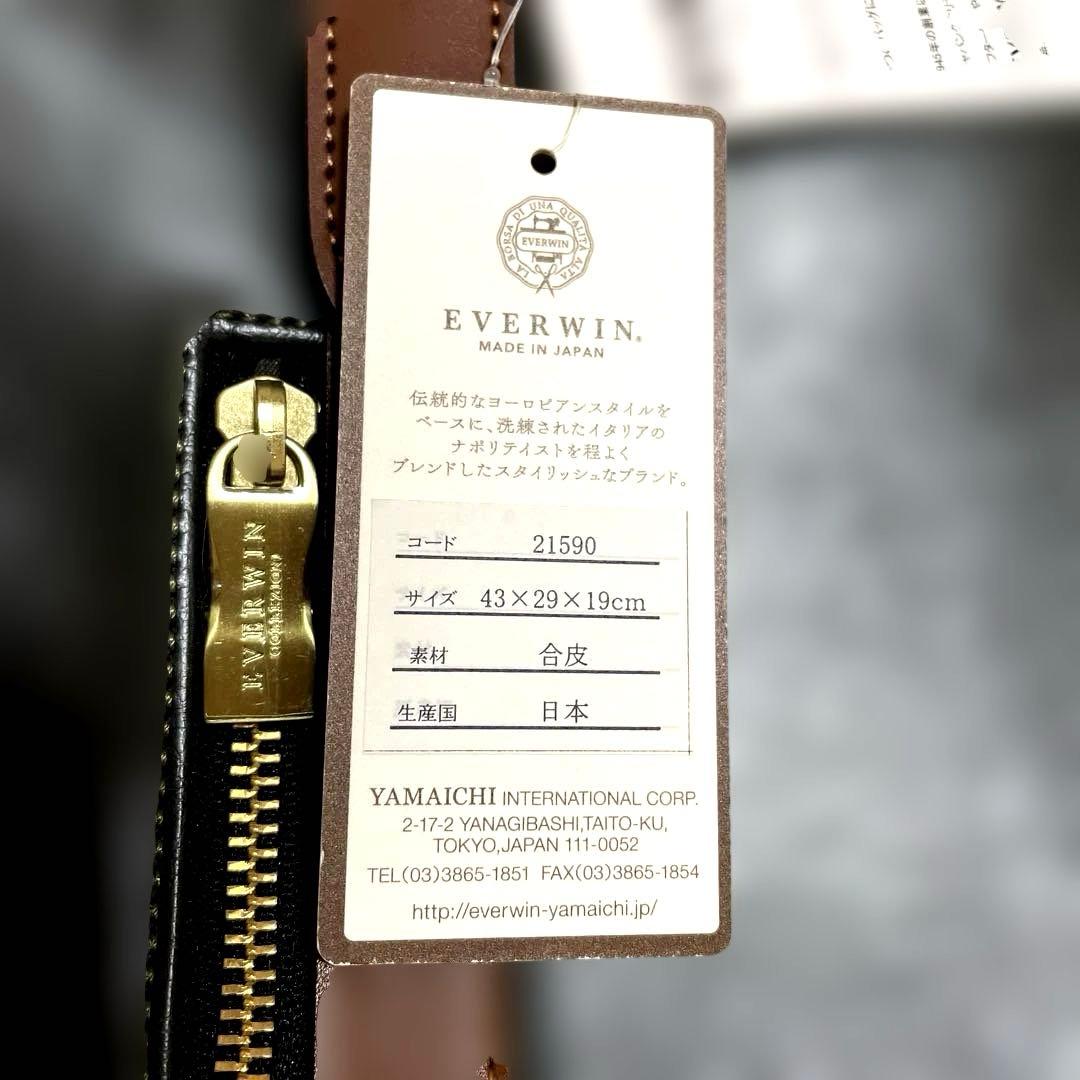 LA BORSA DI UNA QUALITÀ ALTA
EVERWIN
EVERWIN®
MADE IN JAPAN
伝統的なヨーロピアンスタイルを
ベースに、洗練されたイタリアの
ナポリテイストを程よく
ブレンドしたスタイリッシュなブランド。
コード 21590
サイズ 43×29×19cm
素材 合皮
生産国 日本
YAMAICHI INTERNATIONAL CORP.
2-17-2 YANAGIBASHI,TAITO-KU,
TOKYO,JAPAN 111-0052
TEL(03)3865-1851 FAX(03)3865-1854
http://everwin-yamaichi.jp/
EVERWIN
COLLEZIONI